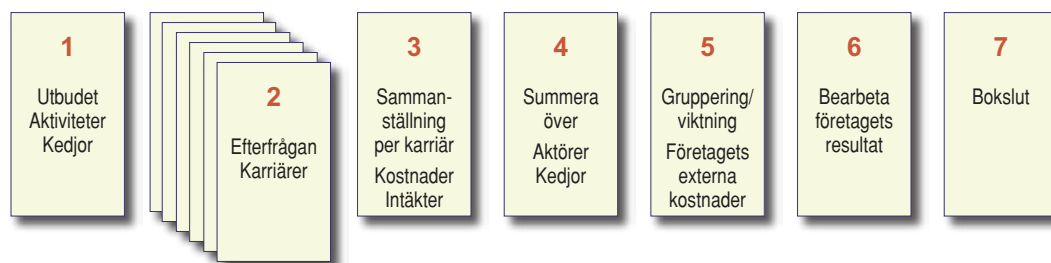 1
Utbudet
Aktiviteter
Kedjor
2
Efterfrågan
Karriärer
3
Samman-
ställning
per karriär
Kostnader
Intäkter
4
Summera
över
Aktörer
Kedjor
5
Gruppering/
viktning
Företagets
externa
kostnader
6
Bearbeta
företagets
resultat
7
Bokslut